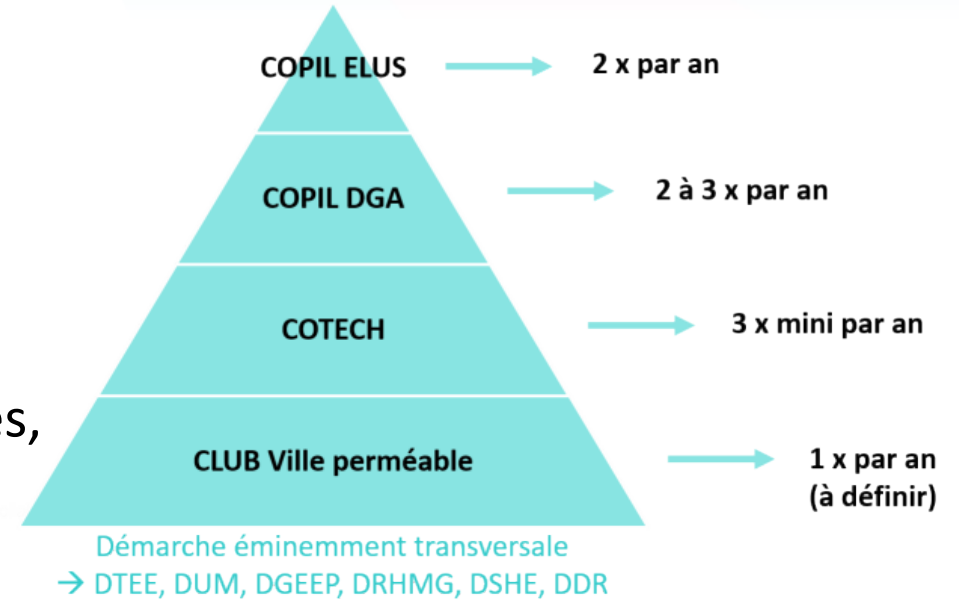 COPIL ELUS
2 x par an
COPIL DGA
2 à 3 x par an
COTECH
3 x mini par an
es,
CLUB Ville perméable
1 x par an
(à définir)
Démarche éminemment transversale
→ DTEE, DUM, DGEEP, DRHMG, DSHE, DDR